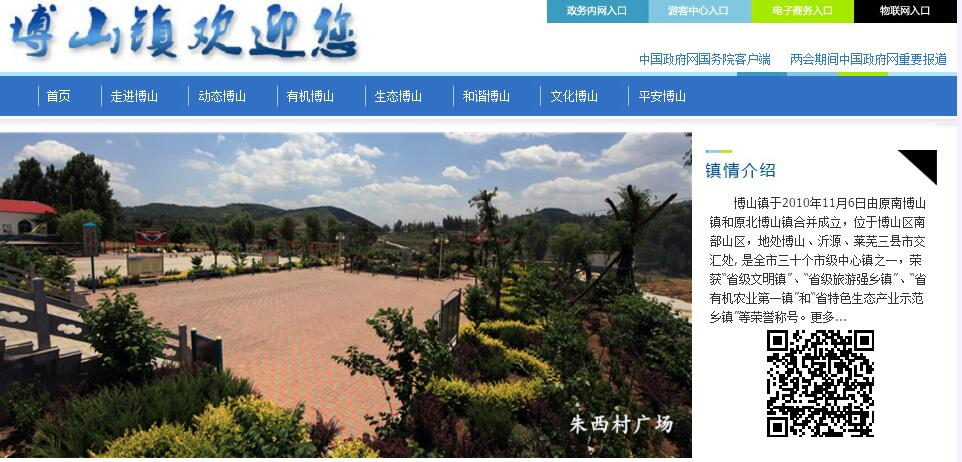 博山镇欢迎您
政务内网入口 游客中心入口 电子商务入口 物联网入口
中国政府网国务院客户端 两会期间中国政府网重要报道
首页 走进博山 动态博山 有机博山 生态博山 和谐博山 文化博山 平安博山
镇情介绍
博山镇于2010年11月6日由原南博山
镇和原北博山镇合并成立，位于博山区南
部山区，地处博山、沂源、莱芜三县市交
汇处, 是全市三十个市级中心镇之一，荣
获“省级文明镇”、“省级旅游强乡镇”、“省
有机农业第一镇”和“省特色生态产业示范
乡镇”等荣誉称号。更多...
朱西村广场